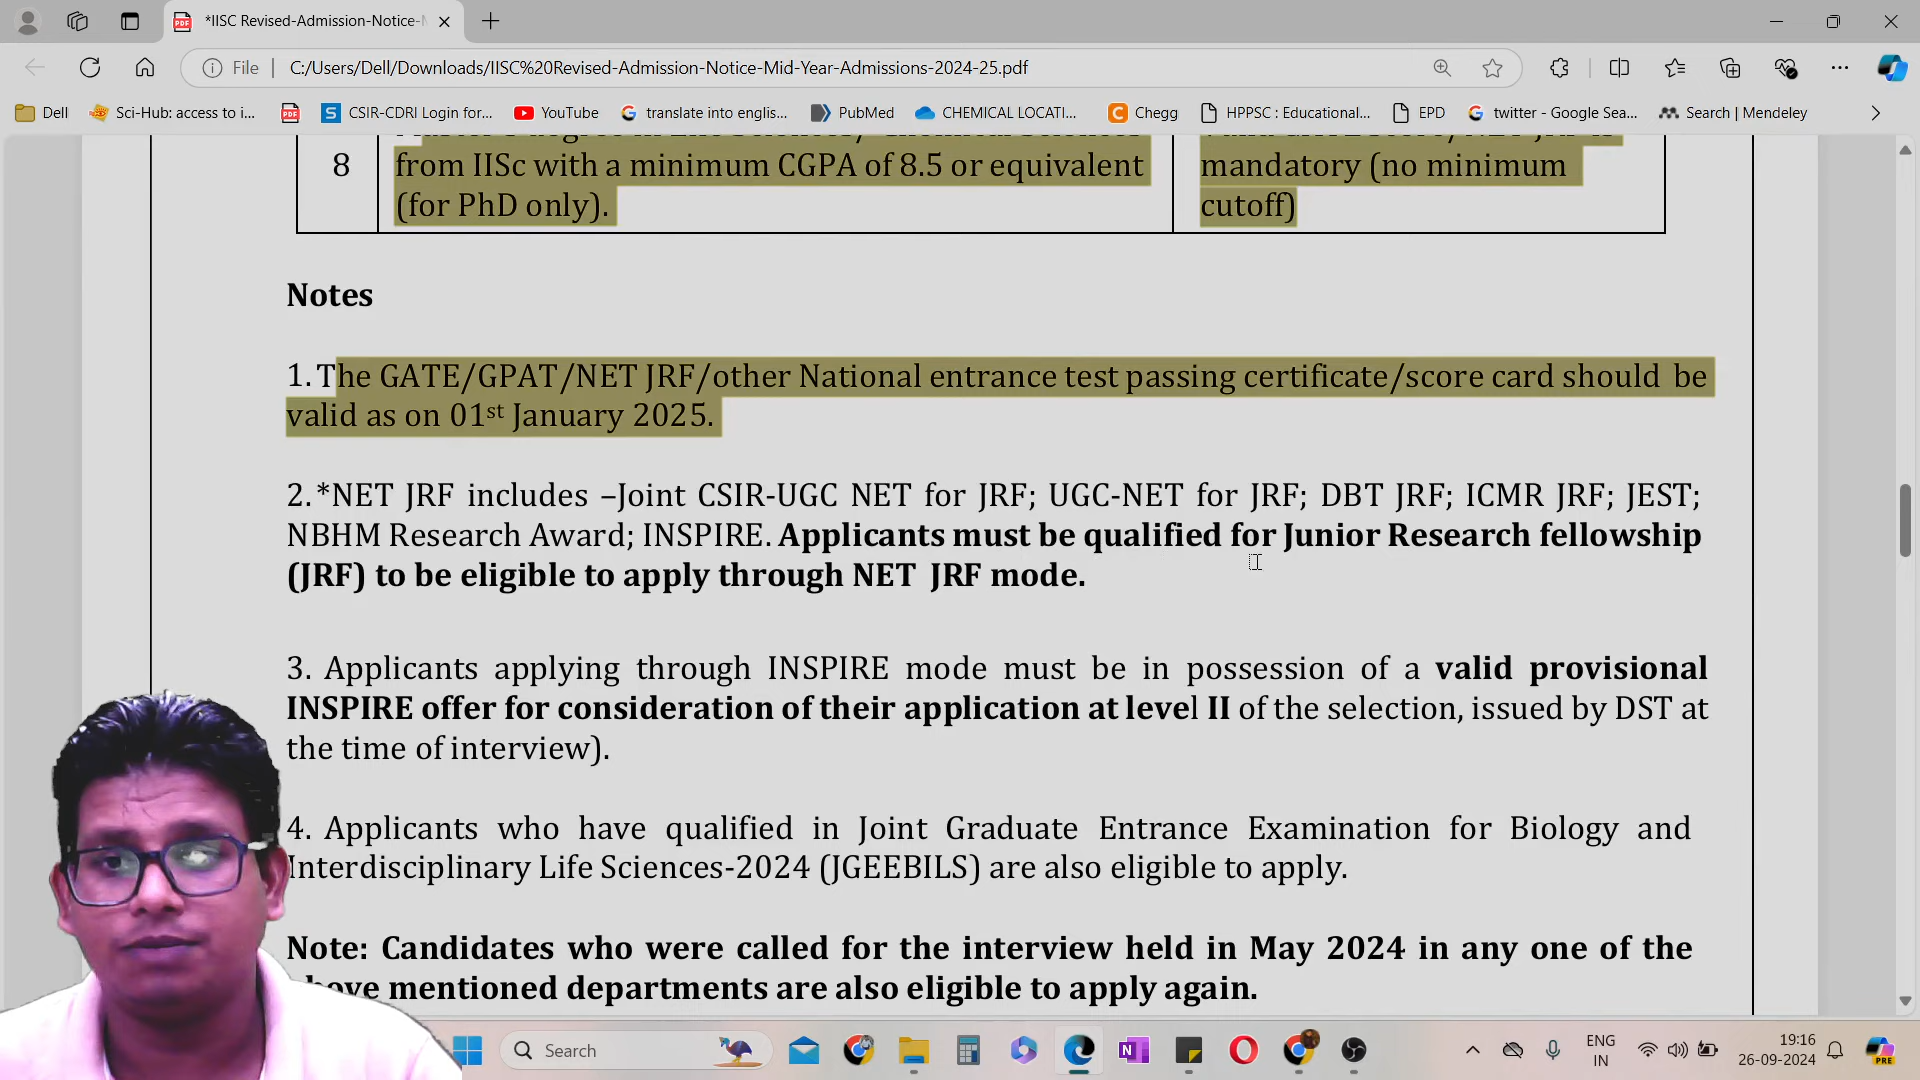 *IISC Revised-Admission-Notice-
File
C:/Users/Dell/Downloads/IISC%20Revised-Admission-Notice-Mid-Year-Admissions-2024-25.pdf
Dell
Sci-Hub: access to i...
CSIR-CDRI Login for...
YouTube
translate into englis...
PubMed
CHEMICAL LOCATI...
Chegg
HPPSC : Educational...
EPD
twitter - Google Sea...
Search | Mendeley
8
from IISc with a minimum CGPA of 8.5 or equivalent
(for PhD only).
mandatory (no minimum
cutoff)
Notes
1. The GATE/GPAT/NET JRF/other National entrance test passing certificate/score card should be
valid as on 01st January 2025.
2. *NET JRF includes –Joint CSIR-UGC NET for JRF; UGC-NET for JRF; DBT JRF; ICMR JRF; JEST;
NBHM Research Award; INSPIRE. Applicants must be qualified for Junior Research fellowship
(JRF) to be eligible to apply through NET JRF mode.
3. Applicants applying through INSPIRE mode must be in possession of a valid provisional
INSPIRE offer for consideration of their application at level II of the selection, issued by DST at
the time of interview).
4. Applicants who have qualified in Joint Graduate Entrance Examination for Biology and
Interdisciplinary Life Sciences-2024 (JGEEBILS) are also eligible to apply.
Note: Candidates who were called for the interview held in May 2024 in any one of the
above mentioned departments are also eligible to apply again.
Search
ENG
IN
19:16
26-09-2024
PRE